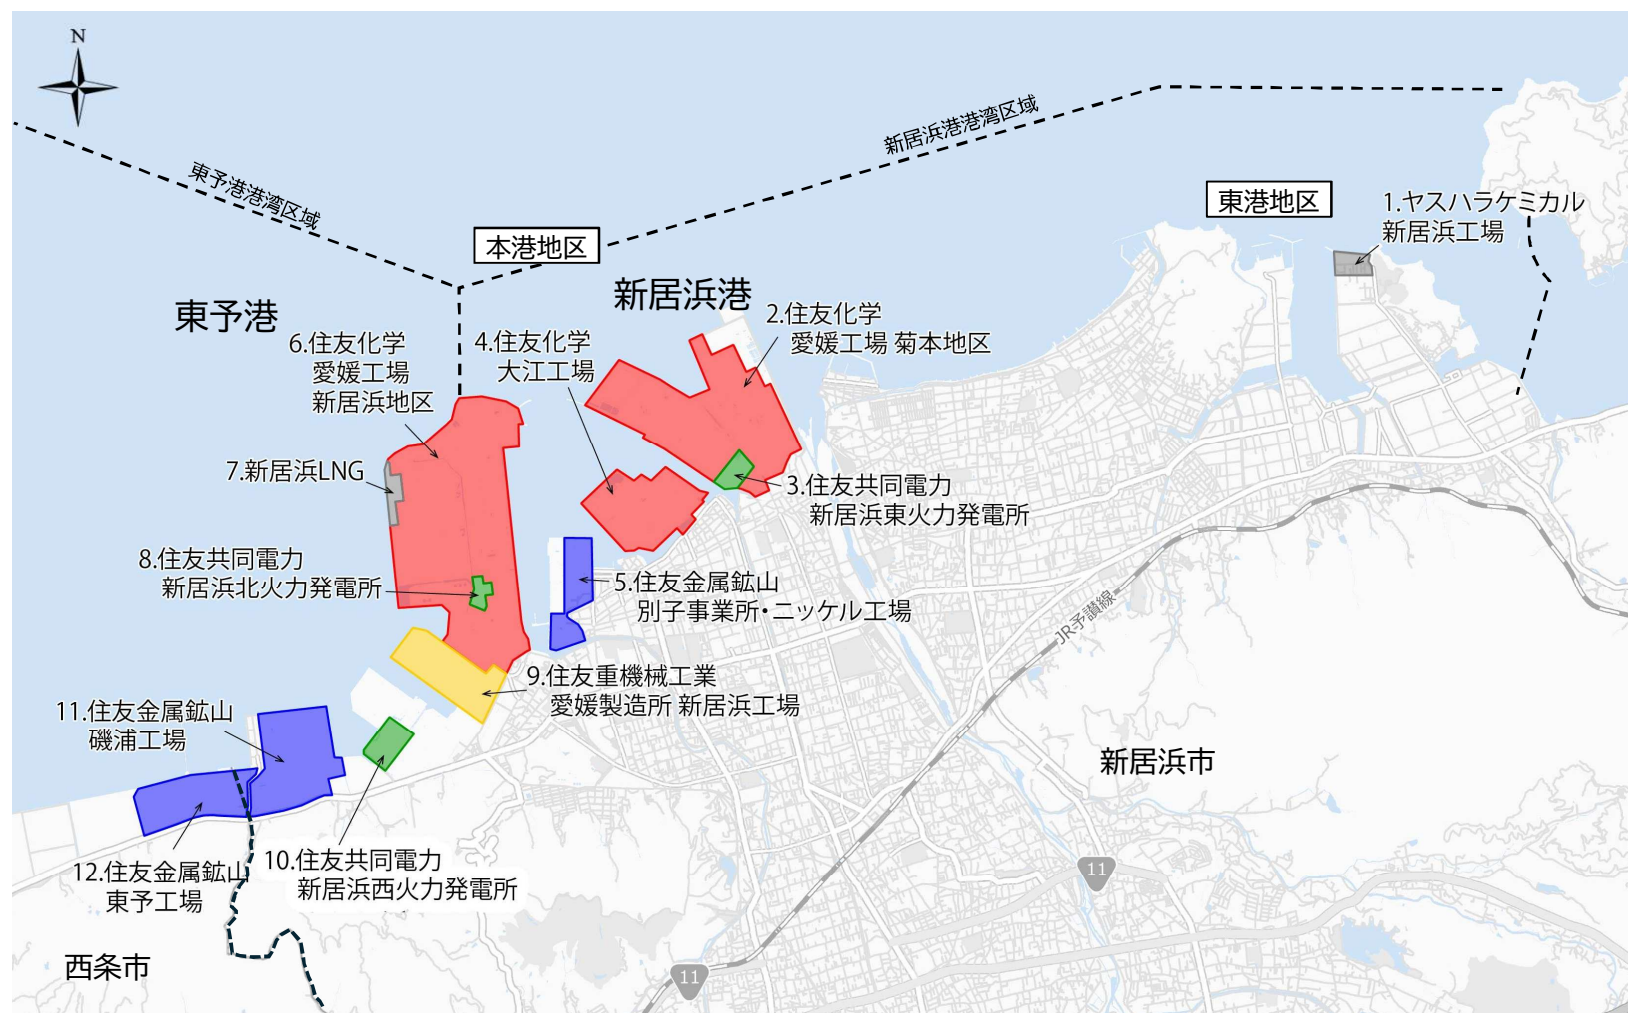 N
東予港港湾区域
新居浜港港湾区域
本港地区
東港地区
1.ヤスハラケミカル
新居浜工場
東予港
新居浜港
2.住友化学
愛媛工場 菊本地区
6.住友化学
愛媛工場
新居浜地区
4.住友化学
大江工場
7.新居浜LNG
3.住友共同電力
新居浜東火力発電所
8.住友共同電力
新居浜北火力発電所
5.住友金属鉱山
別子事業所・ニッケル工場
JR予讃線
9.住友重機械工業
愛媛製造所 新居浜工場
11.住友金属鉱山
磯浦工場
新居浜市
12.住友金属鉱山
東予工場
10.住友共同電力
新居浜西火力発電所
11
西条市
11